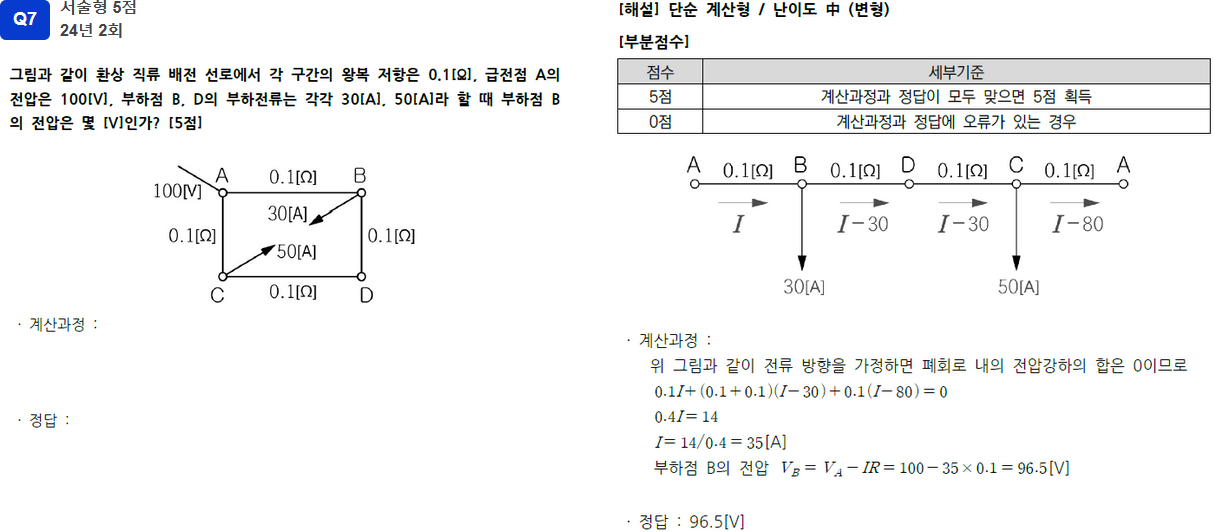 Q7
서술형 5점
24년 2회
그림과 같이 환상 직류 배전 선로에서 각 구간의 왕복 저항은 0.1[Ω], 급전점 A의
전압은 100[V], 부하점 B, D의 부하전류는 각각 30[A], 50[A]라 할 때 부하점 B
의 전압은 몇 [V]인가? [5점]
A 0.1[Ω] B
100[V]
30[A]
0.1[Ω] 0.1[Ω]
50[A]
C 0.1[Ω] D
· 계산과정 :
· 정답 :
[해설] 단순 계산형 / 난이도 中 (변형)
[부분점수]
점수 세부기준
5점 계산과정과 정답이 모두 맞으면 5점 획득
0점 계산과정과 정답에 오류가 있는 경우
A 0.1[Ω] B 0.1[Ω] D 0.1[Ω] C 0.1[Ω] A
I I-30 I-30 I-80
30[A] 50[A]
· 계산과정 :
위 그림과 같이 전류 방향을 가정하면 폐회로 내의 전압강하의 합은 0이므로
0.1I+(0.1+0.1)(I-30)+0.1(I-80)=0
0.4I=14
I=14/0.4=35[A]
부하점 B의 전압 V_B = V_A - IR = 100 - 35 × 0.1 = 96.5[V]
· 정답 : 96.5[V]